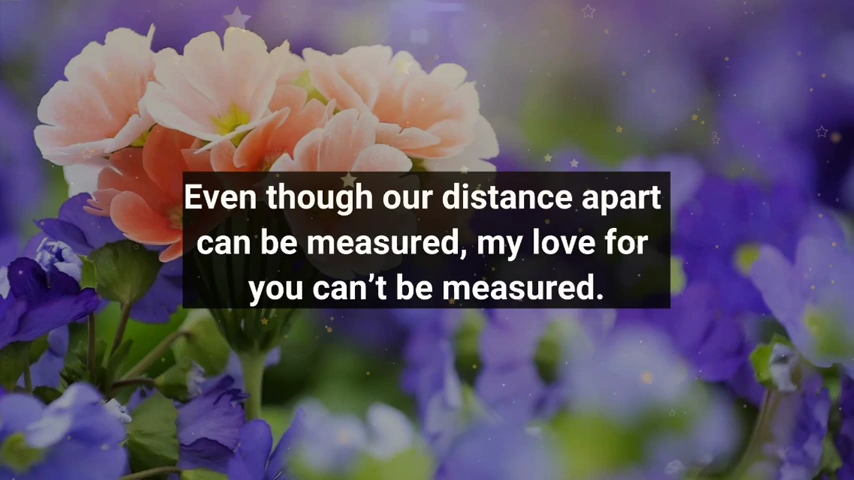 Even though our distance apart
can be measured, my love for
you can’t be measured.